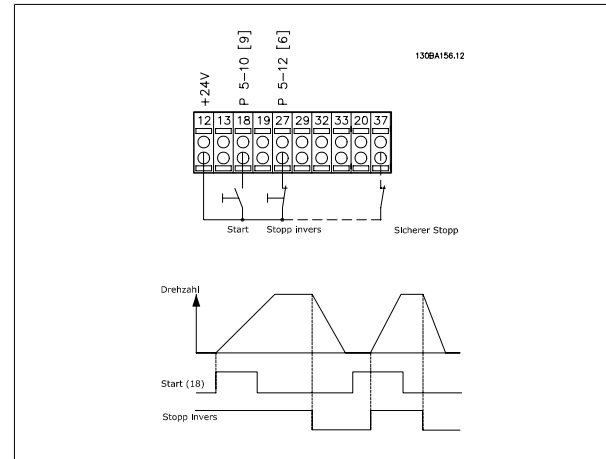 130BA156.12
+24V
P 5-10 [9]
P 5-12 [6]
12 13 18 19 27 29 32 33 20 37
Start Stopp invers Sicherer Stopp
Drehzahl
Start (18)
Stopp Invers